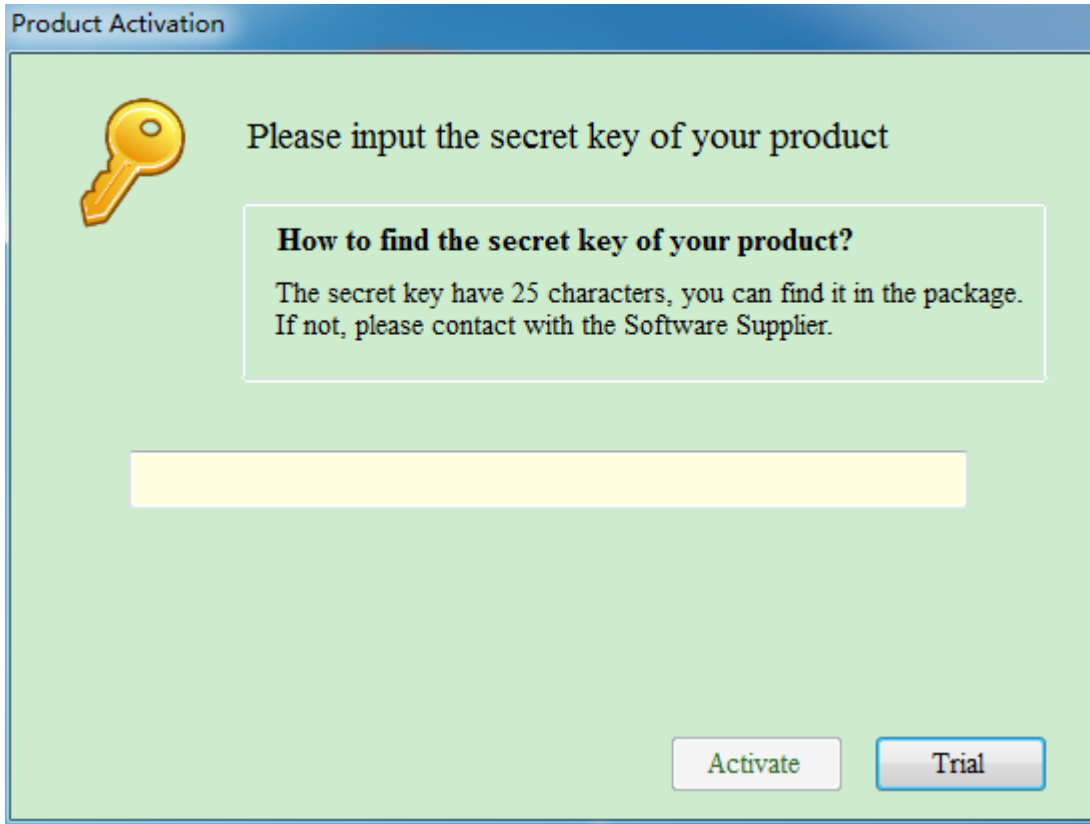 Product Activation
Please input the secret key of your product
How to find the secret key of your product?
The secret key have 25 characters, you can find it in the package.
If not, please contact with the Software Supplier.
Activate
Trial